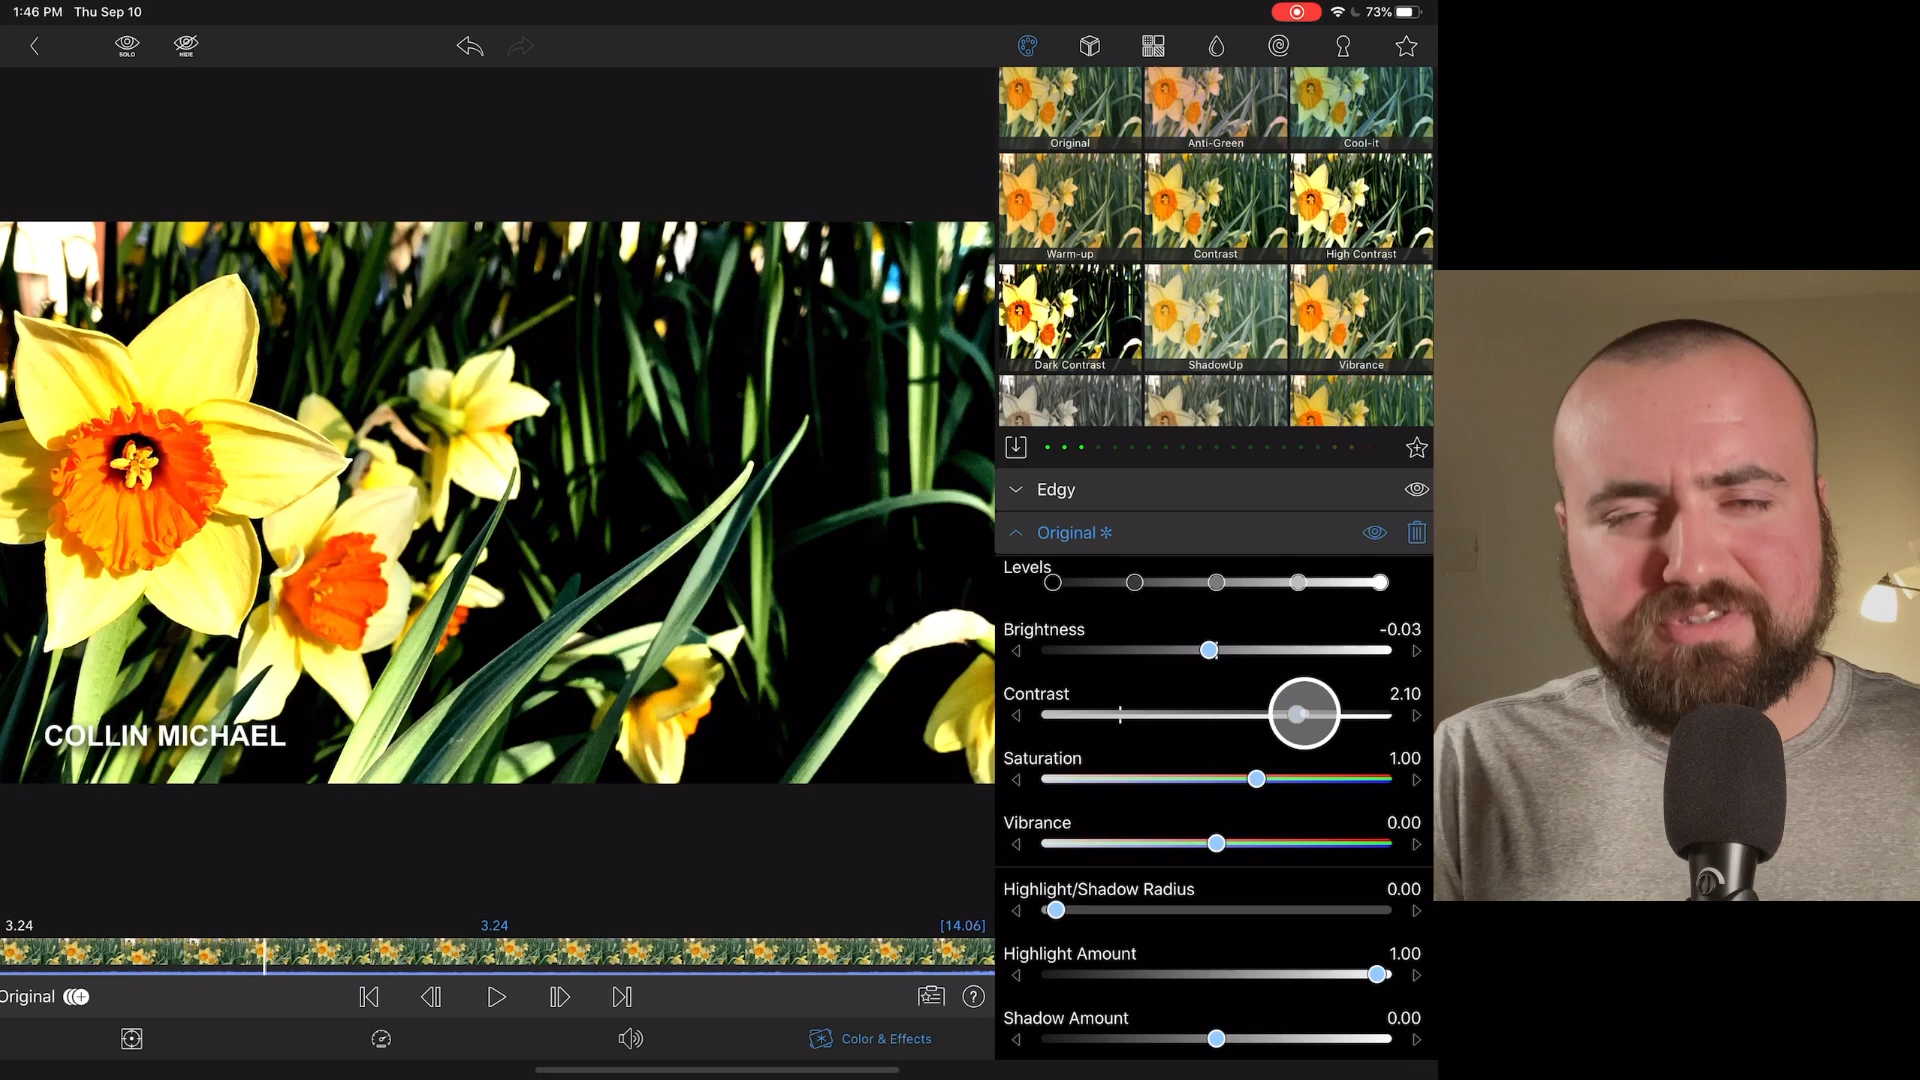 1:46 PM Thu Sep 10
73%
SOLO
HIDE
Original
Anti-Green
Cool-it
Warm-up
Contrast
High Contrast
Dark Contrast
ShadowUp
Vibrance
Edgy
Original ✻
Levels
Brightness
-0.03
Contrast
2.10
Saturation
1.00
Vibrance
0.00
Highlight/Shadow Radius
0.00
Highlight Amount
1.00
Shadow Amount
0.00
COLLIN MICHAEL
3.24
3.24
[14.06]
Original
?
Color & Effects